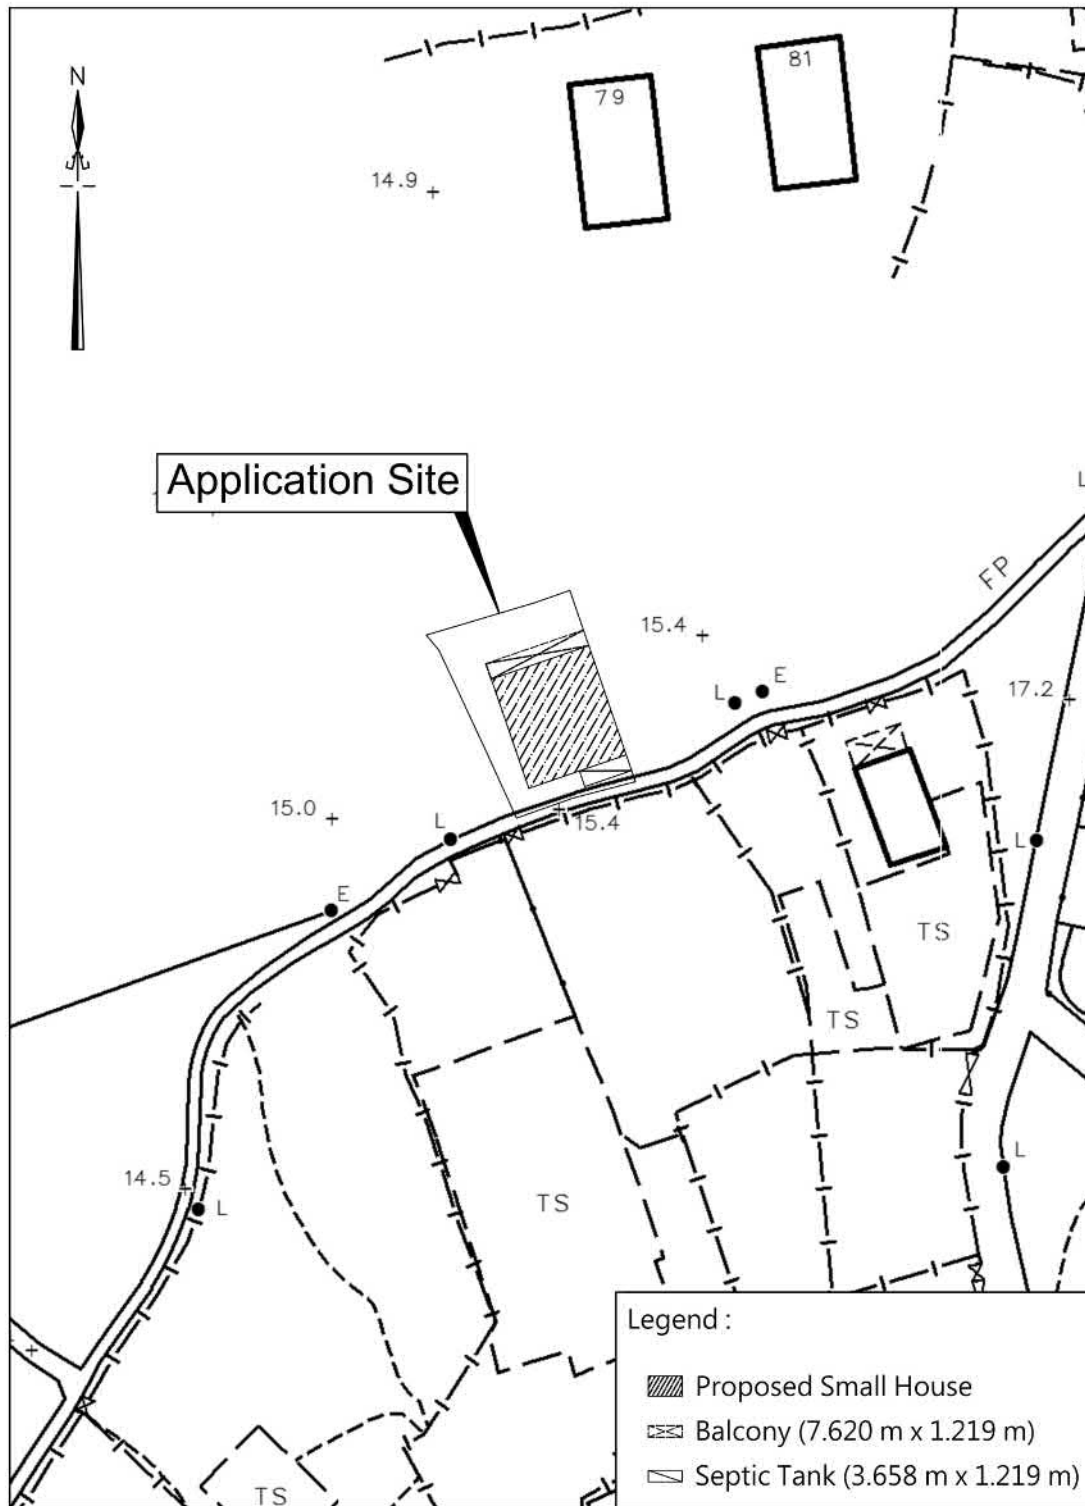 81
79
N
14.9
Application Site
L
FP
15.4
E
L
17.2
15.0
15.4
L
L
E
TS
TS
14.5
L
TS
L
Legend :
Proposed Small House
Balcony (7.620 m x 1.219 m)
Septic Tank (3.658 m x 1.219 m)
TS